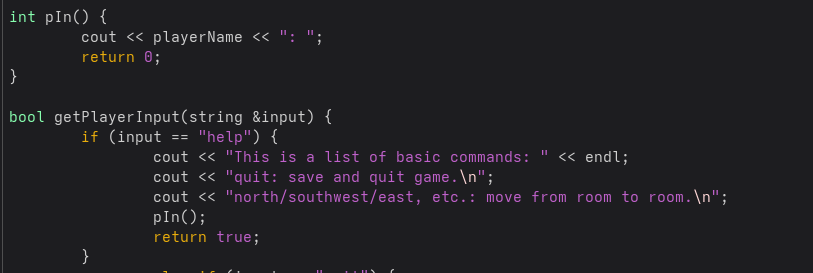 int pIn() {
        cout << playerName << ": ";
        return 0;
}

bool getPlayerInput(string &input) {
        if (input == "help") {
                cout << "This is a list of basic commands: " << endl;
                cout << "quit: save and quit game.\n";
                cout << "north/southwest/east, etc.: move from room to room.\n";
                pIn();
                return true;
        }